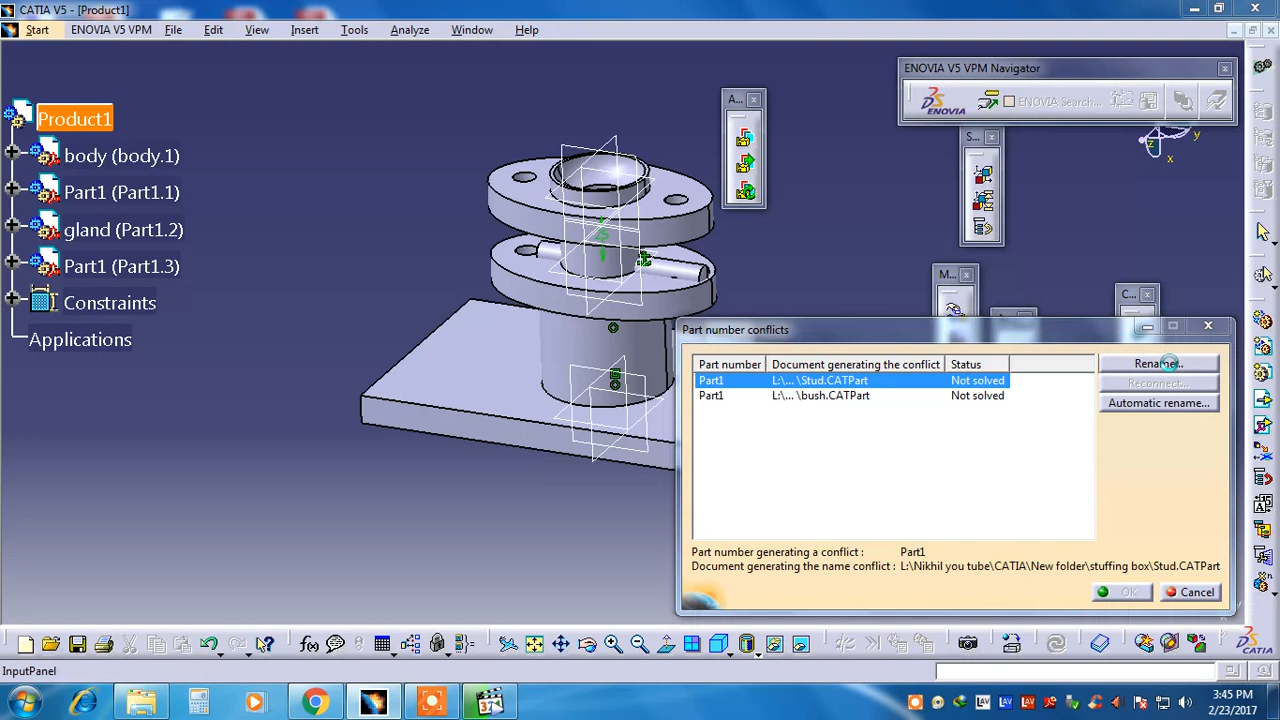 CATIA V5 - [Product1]
Start ENOVIA V5 VPM File Edit View Insert Tools Analyze Window Help
ENOVIA V5 VPM Navigator
ENOVIA Search...
ENOVIA
A...
S...
z y
x
Product1
body (body.1)
Part1 (Part1.1)
gland (Part1.2)
Part1 (Part1.3)
Constraints
Applications
M...
C...
Part number conflicts
Part number Document generating the conflict Status
Part1 L:\... \Stud.CATPart Not solved
Part1 L:\... \bush.CATPart Not solved
Rename...
Reconnect...
Automatic rename...
Part number generating a conflict : Part1
Document generating the name conflict : L:\Nikhil you tube\CATIA\New folder\stuffing box\Stud.CATPart
OK Cancel
InputPanel
3:45 PM
2/23/2017